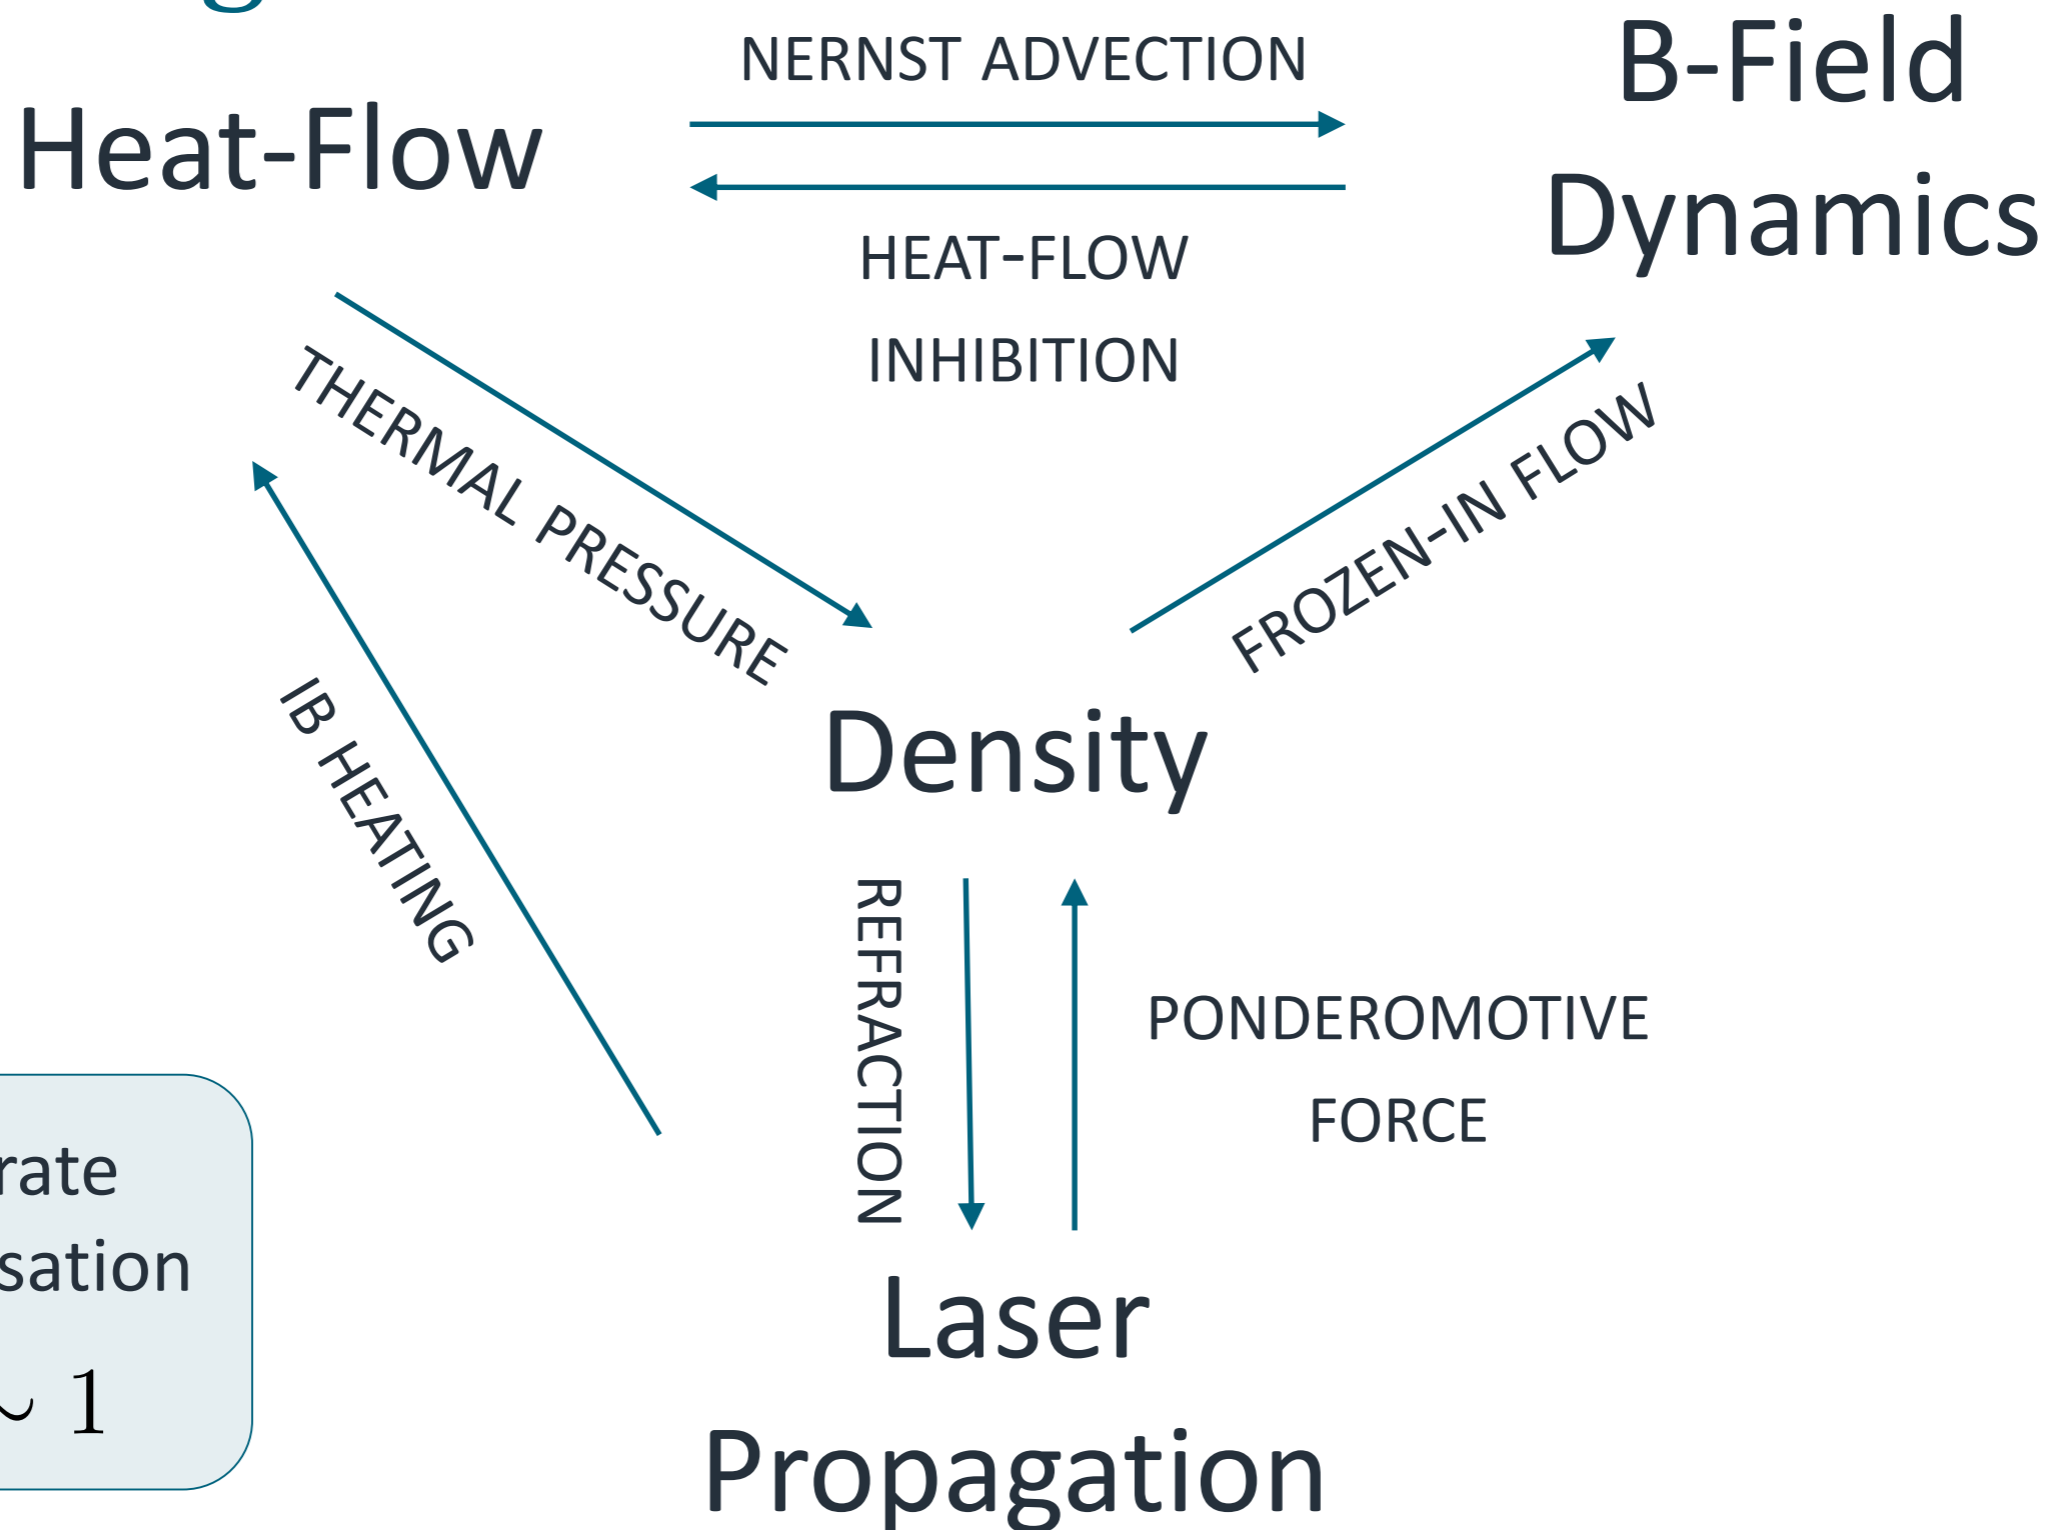 NERNST ADVECTION
B-Field
Dynamics
Heat-Flow
HEAT-FLOW
INHIBITION
THERMAL PRESSURE
FROZEN-IN FLOW
IB HEATING
Density
REFRACTION
PONDEROMOTIVE
FORCE
rate
sation
∼ 1
Laser
Propagation